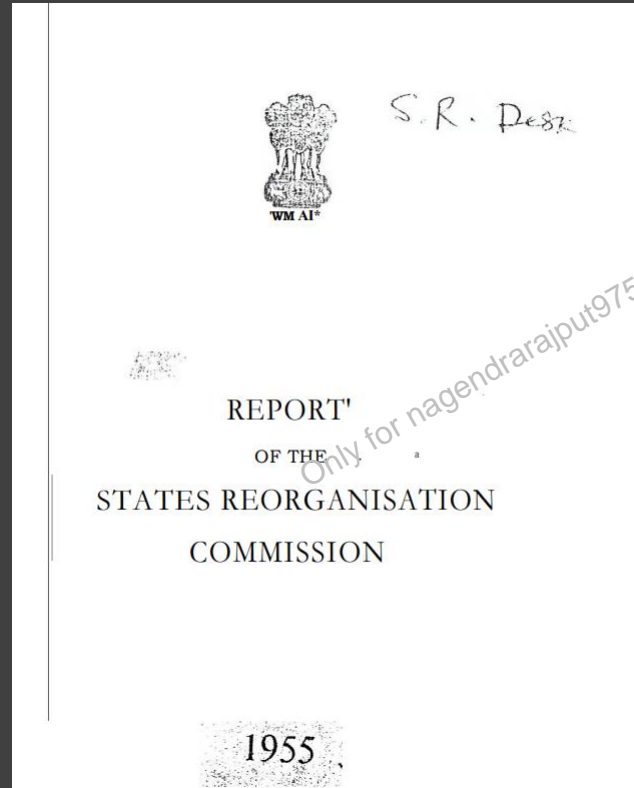 S. R. Desai
WM AI*
REPORT'
OF THE
STATES REORGANISATION
COMMISSION
1955
Only for nagendrarajput975